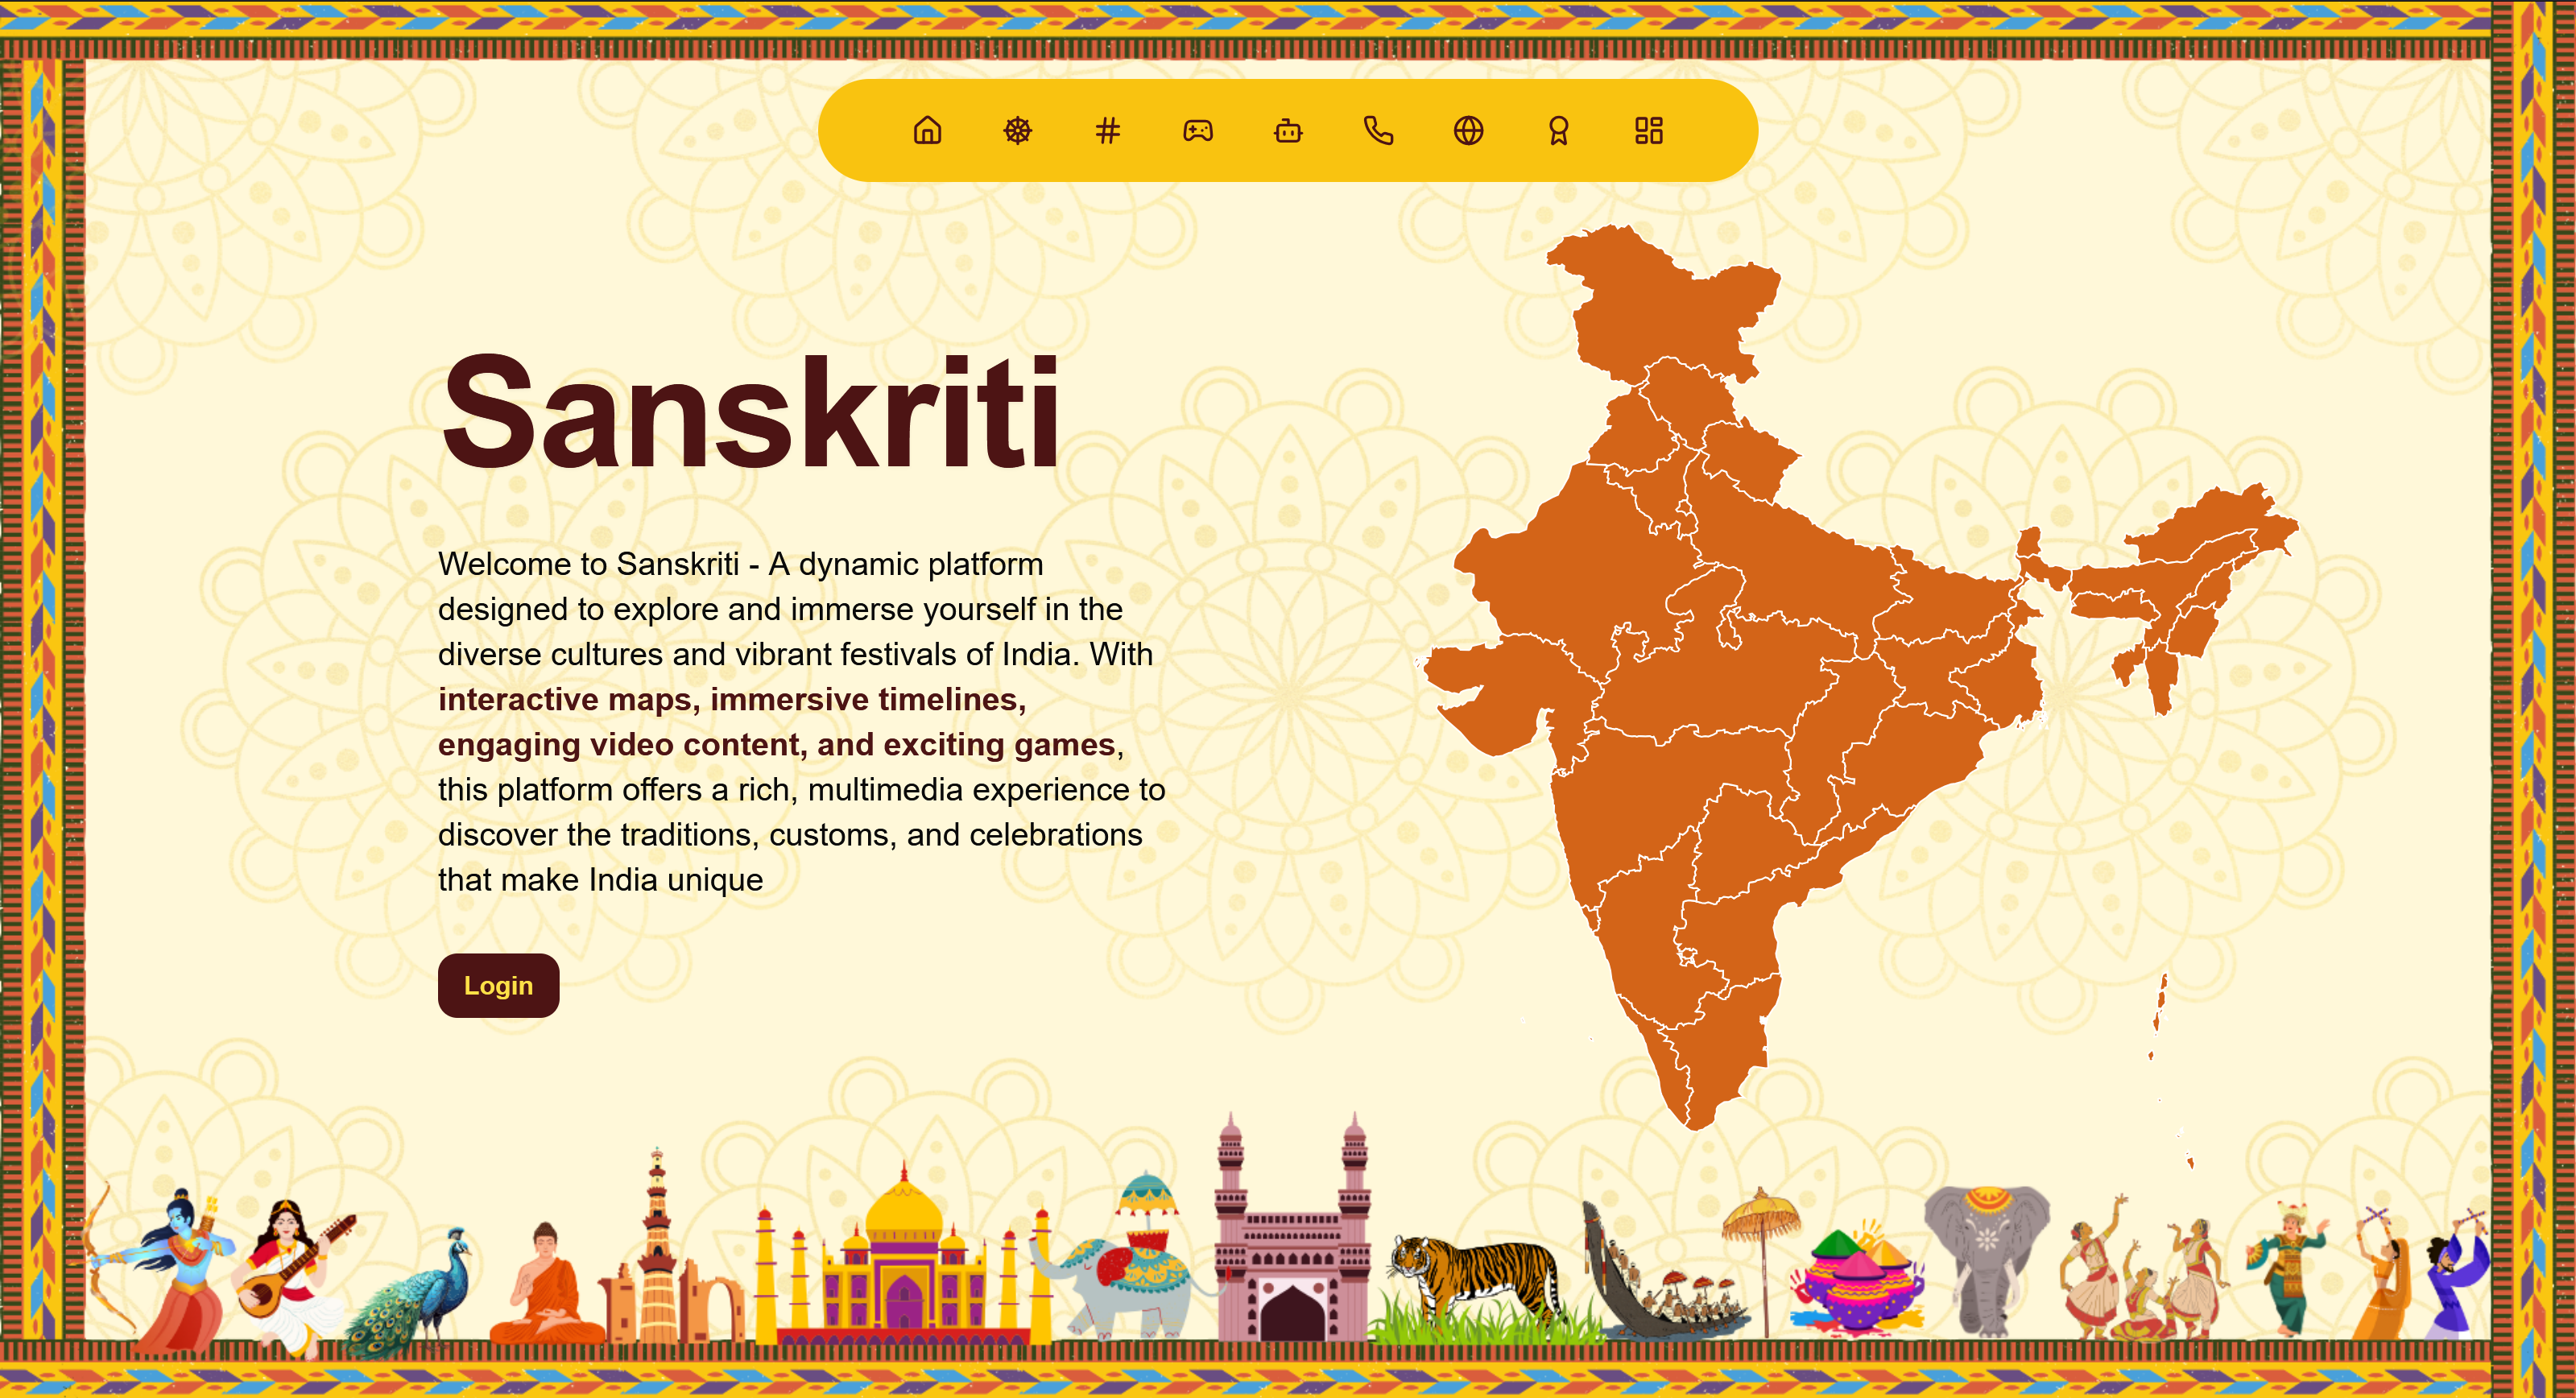 Sanskriti
Welcome to Sanskriti - A dynamic platform
designed to explore and immerse yourself in the
diverse cultures and vibrant festivals of India. With
interactive maps, immersive timelines,
engaging video content, and exciting games,
this platform offers a rich, multimedia experience to
discover the traditions, customs, and celebrations
that make India unique
Login